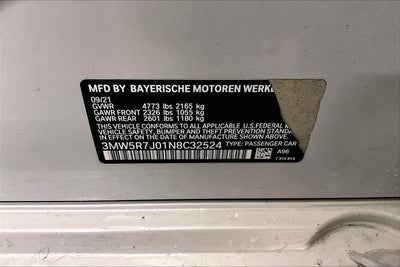 MFD BY BAYERISCHE MOTOREN WERKE
09/21
GVWR 4773 lbs 2165 kg
GAWR FRONT 2326 lbs 1055 kg
GAWR REAR 2601 lbs 1180 kg
THIS VEHICLE CONFORMS TO ALL APPLICABLE U.S. FEDERAL
SAFETY, BUMPER AND THEFT PREVENTION STANDARDS
IN EFFECT ON THE DATE OF MANUFACTURE SHOWN ABOVE.
3MW5R7J01N8C32524 TYPE: PASSENGER CAR
A96